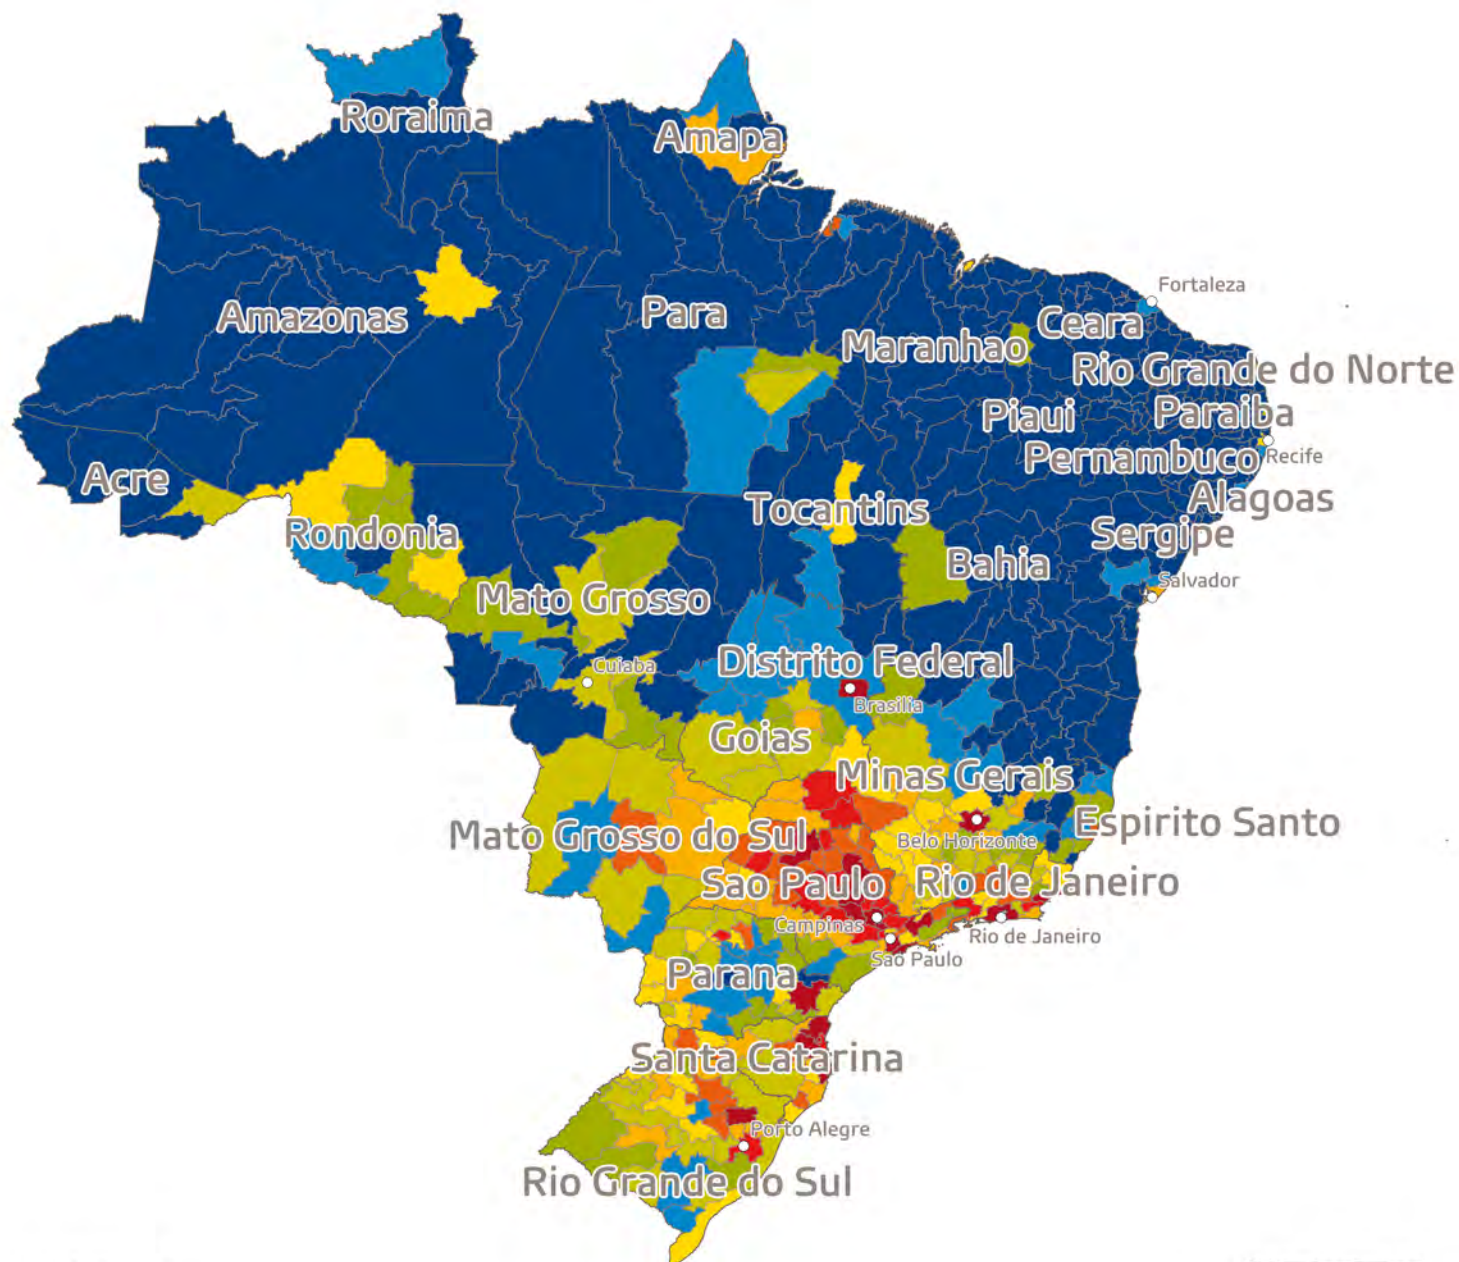 Roraima
Amapa
Fortaleza
Amazonas
Para
Ceara
Maranhao
Rio Grande do Norte
Piaui
Paraiba
Pernambuco
Recife
Acre
Tocantins
Alagoas
Rondonia
Sergipe
Bahia
Salvador
Mato Grosso
Distrito Federal
Cuiaba
Brasilia
Goias
Minas Gerais
Mato Grosso do Sul
Espirito Santo
Belo Horizonte
Sao Paulo
Rio de Janeiro
Campinas
Rio de Janeiro
Sao Paulo
Parana
Santa Catarina
Porto Alegre
Rio Grande do Sul